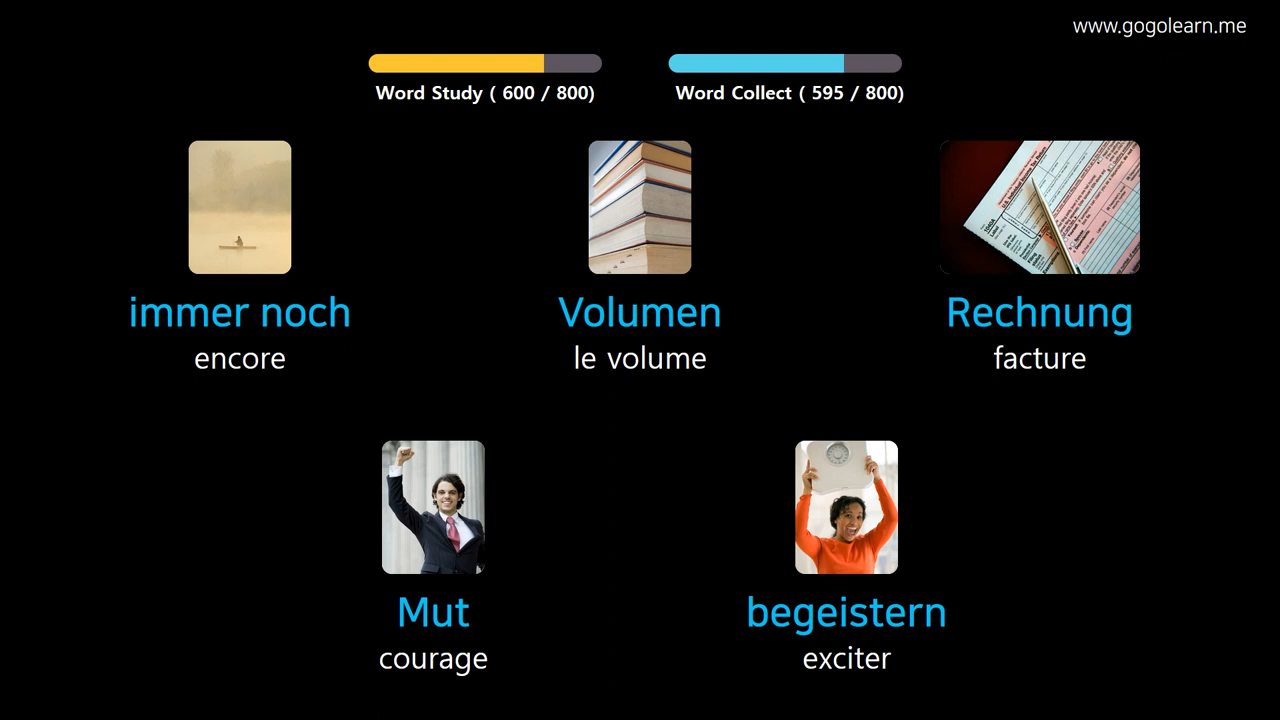 www.gogolearn.me
Word Study ( 600 / 800)
Word Collect ( 595 / 800)
immer noch
encore
Volumen
le volume
Rechnung
facture
Mut
courage
begeistern
exciter